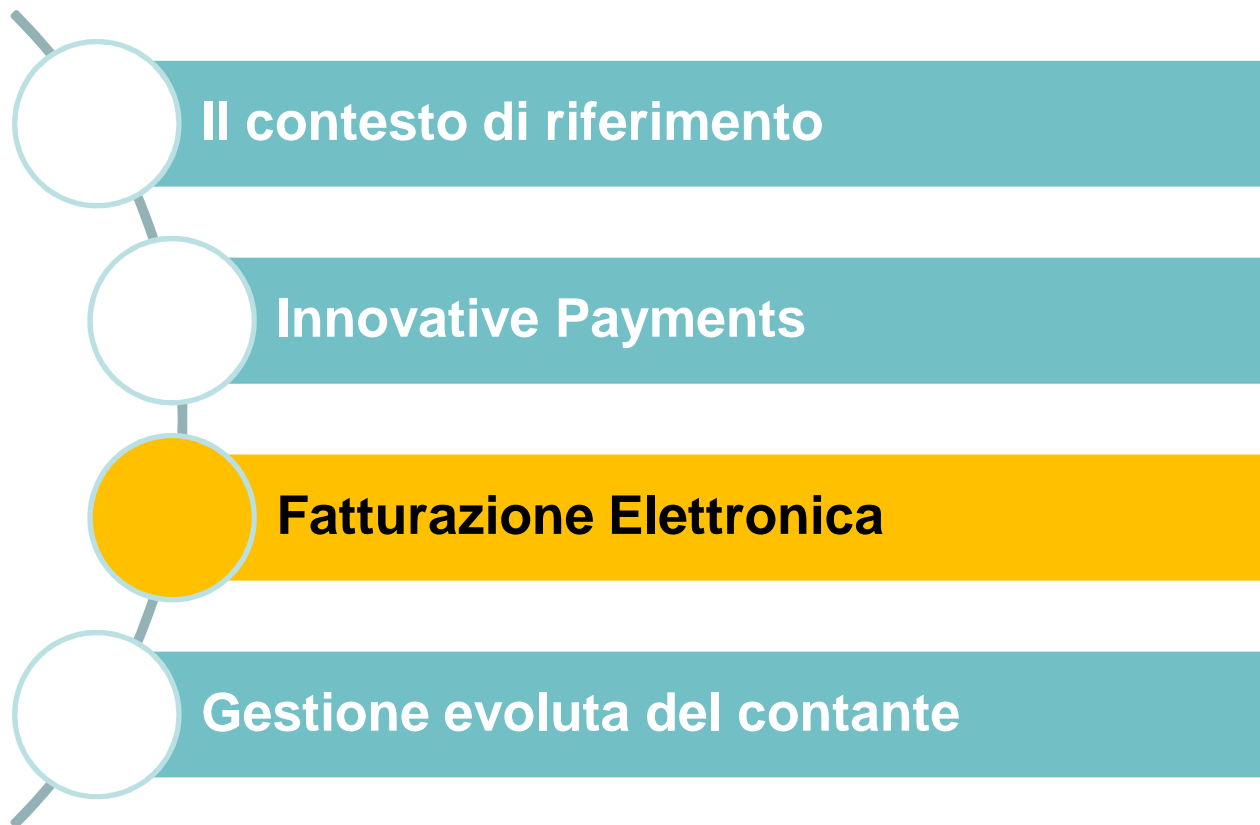 Il contesto di riferimento
Innovative Payments
Fatturazione Elettronica
Gestione evoluta del contante